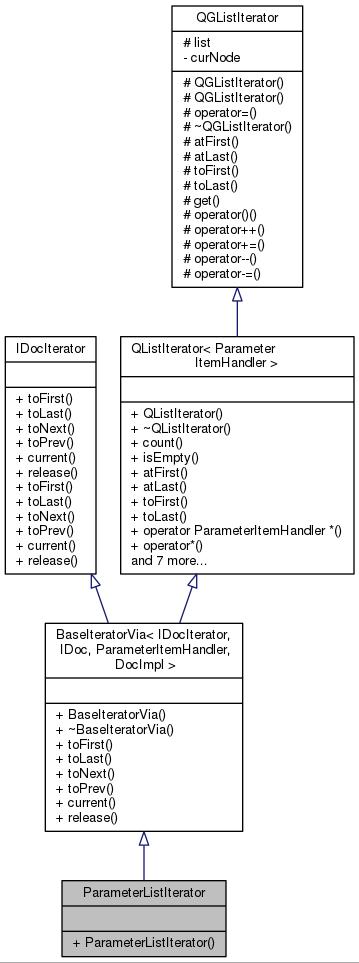 QGListIterator
# list
- curNode
# QGListIterator()
# QGListIterator()
# operator=()
# ~QGListIterator()
# atFirst()
# atLast()
# toFirst()
# toLast()
# get()
# operator()()
# operator++()
# operator+=()
# operator--()
# operator-=()
IDocIterator
+ toFirst()
+ toLast()
+ toNext()
+ toPrev()
+ current()
+ release()
+ toFirst()
+ toLast()
+ toNext()
+ toPrev()
+ current()
+ release()
QListIterator< Parameter
ItemHandler >
+ QListIterator()
+ ~QListIterator()
+ count()
+ isEmpty()
+ atFirst()
+ atLast()
+ toFirst()
+ toLast()
+ operator ParameterItemHandler *()
+ operator*()
and 7 more...
BaseIteratorVia< IDocIterator,
IDoc, ParameterItemHandler,
DocImpl >
+ BaseIteratorVia()
+ ~BaseIteratorVia()
+ toFirst()
+ toLast()
+ toNext()
+ toPrev()
+ current()
+ release()
ParameterListIterator
+ ParameterListIterator()